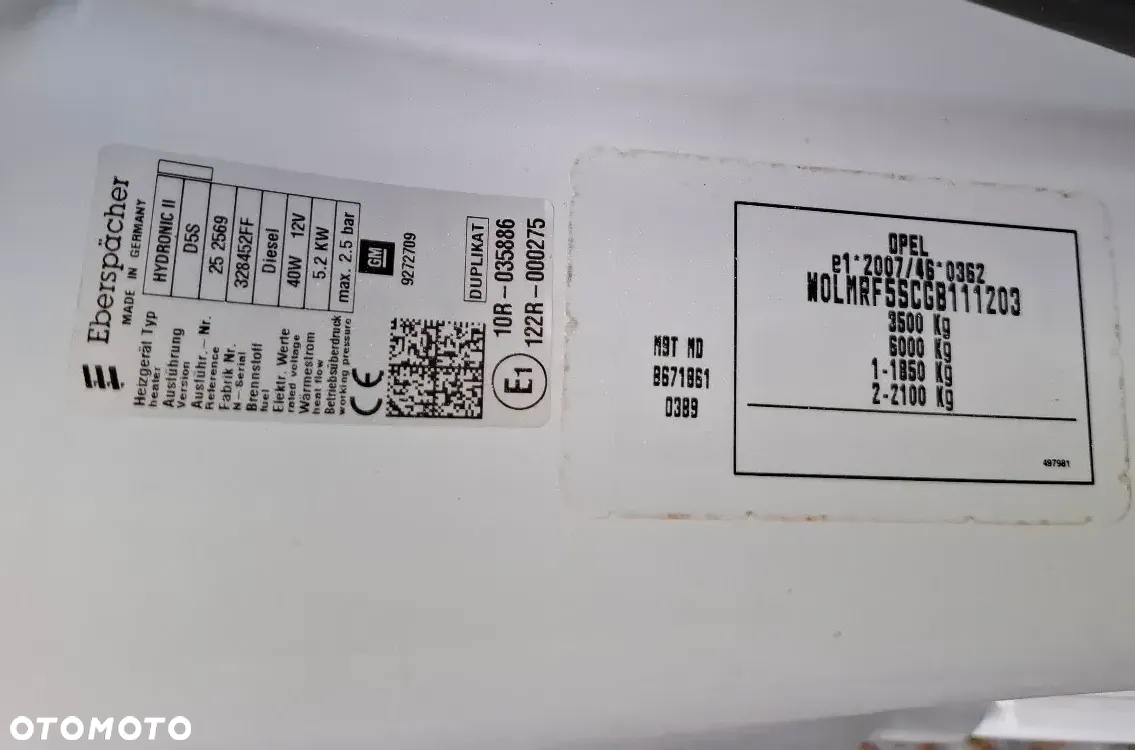 Eberspächer
MADE IN GERMANY
Heizgerät Typ HYDRONIC II
heater
Ausführung D5S
Version
Ausführ.-Nr. 25 2569
Reference
Fabrik Nr. 328452FF
N-Serial
Brennstoff Diesel
fuel
Elektr. Werte 40W 12V
rated voltage
Wärmestrom 5.2 KW
heat flow
Betriebsüberdruck max. 2.5 bar
working pressure
CE
GM
9272709
DUPLIKAT
E1
10R-035886
122R-000275
M9T MD
B671861
0389
OPEL
e1*2007/46*0362
W0LMRF5SCGB111203
3500 Kg
6000 Kg
1-1850 Kg
2-2100 Kg
497981
OTOMOTO